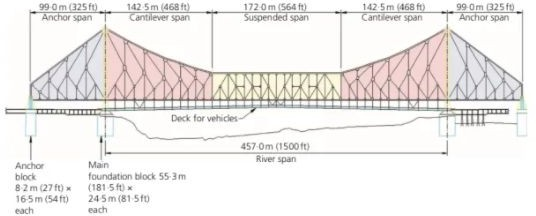 99·0 m (325 ft)
Anchor span
142·5 m (468 ft)
Cantilever span
172·0 m (564 ft)
Suspended span
142·5 m (468 ft)
Cantilever span
99·0 m (325 ft)
Anchor span
Deck for vehicles
457·0 m (1500 ft)
River span
Anchor
block
8·2 m (27 ft) ×
16·5 m (54 ft)
each
Main
foundation block 55·3 m
(181·5 ft) ×
24·5 m (81·5 ft)
each